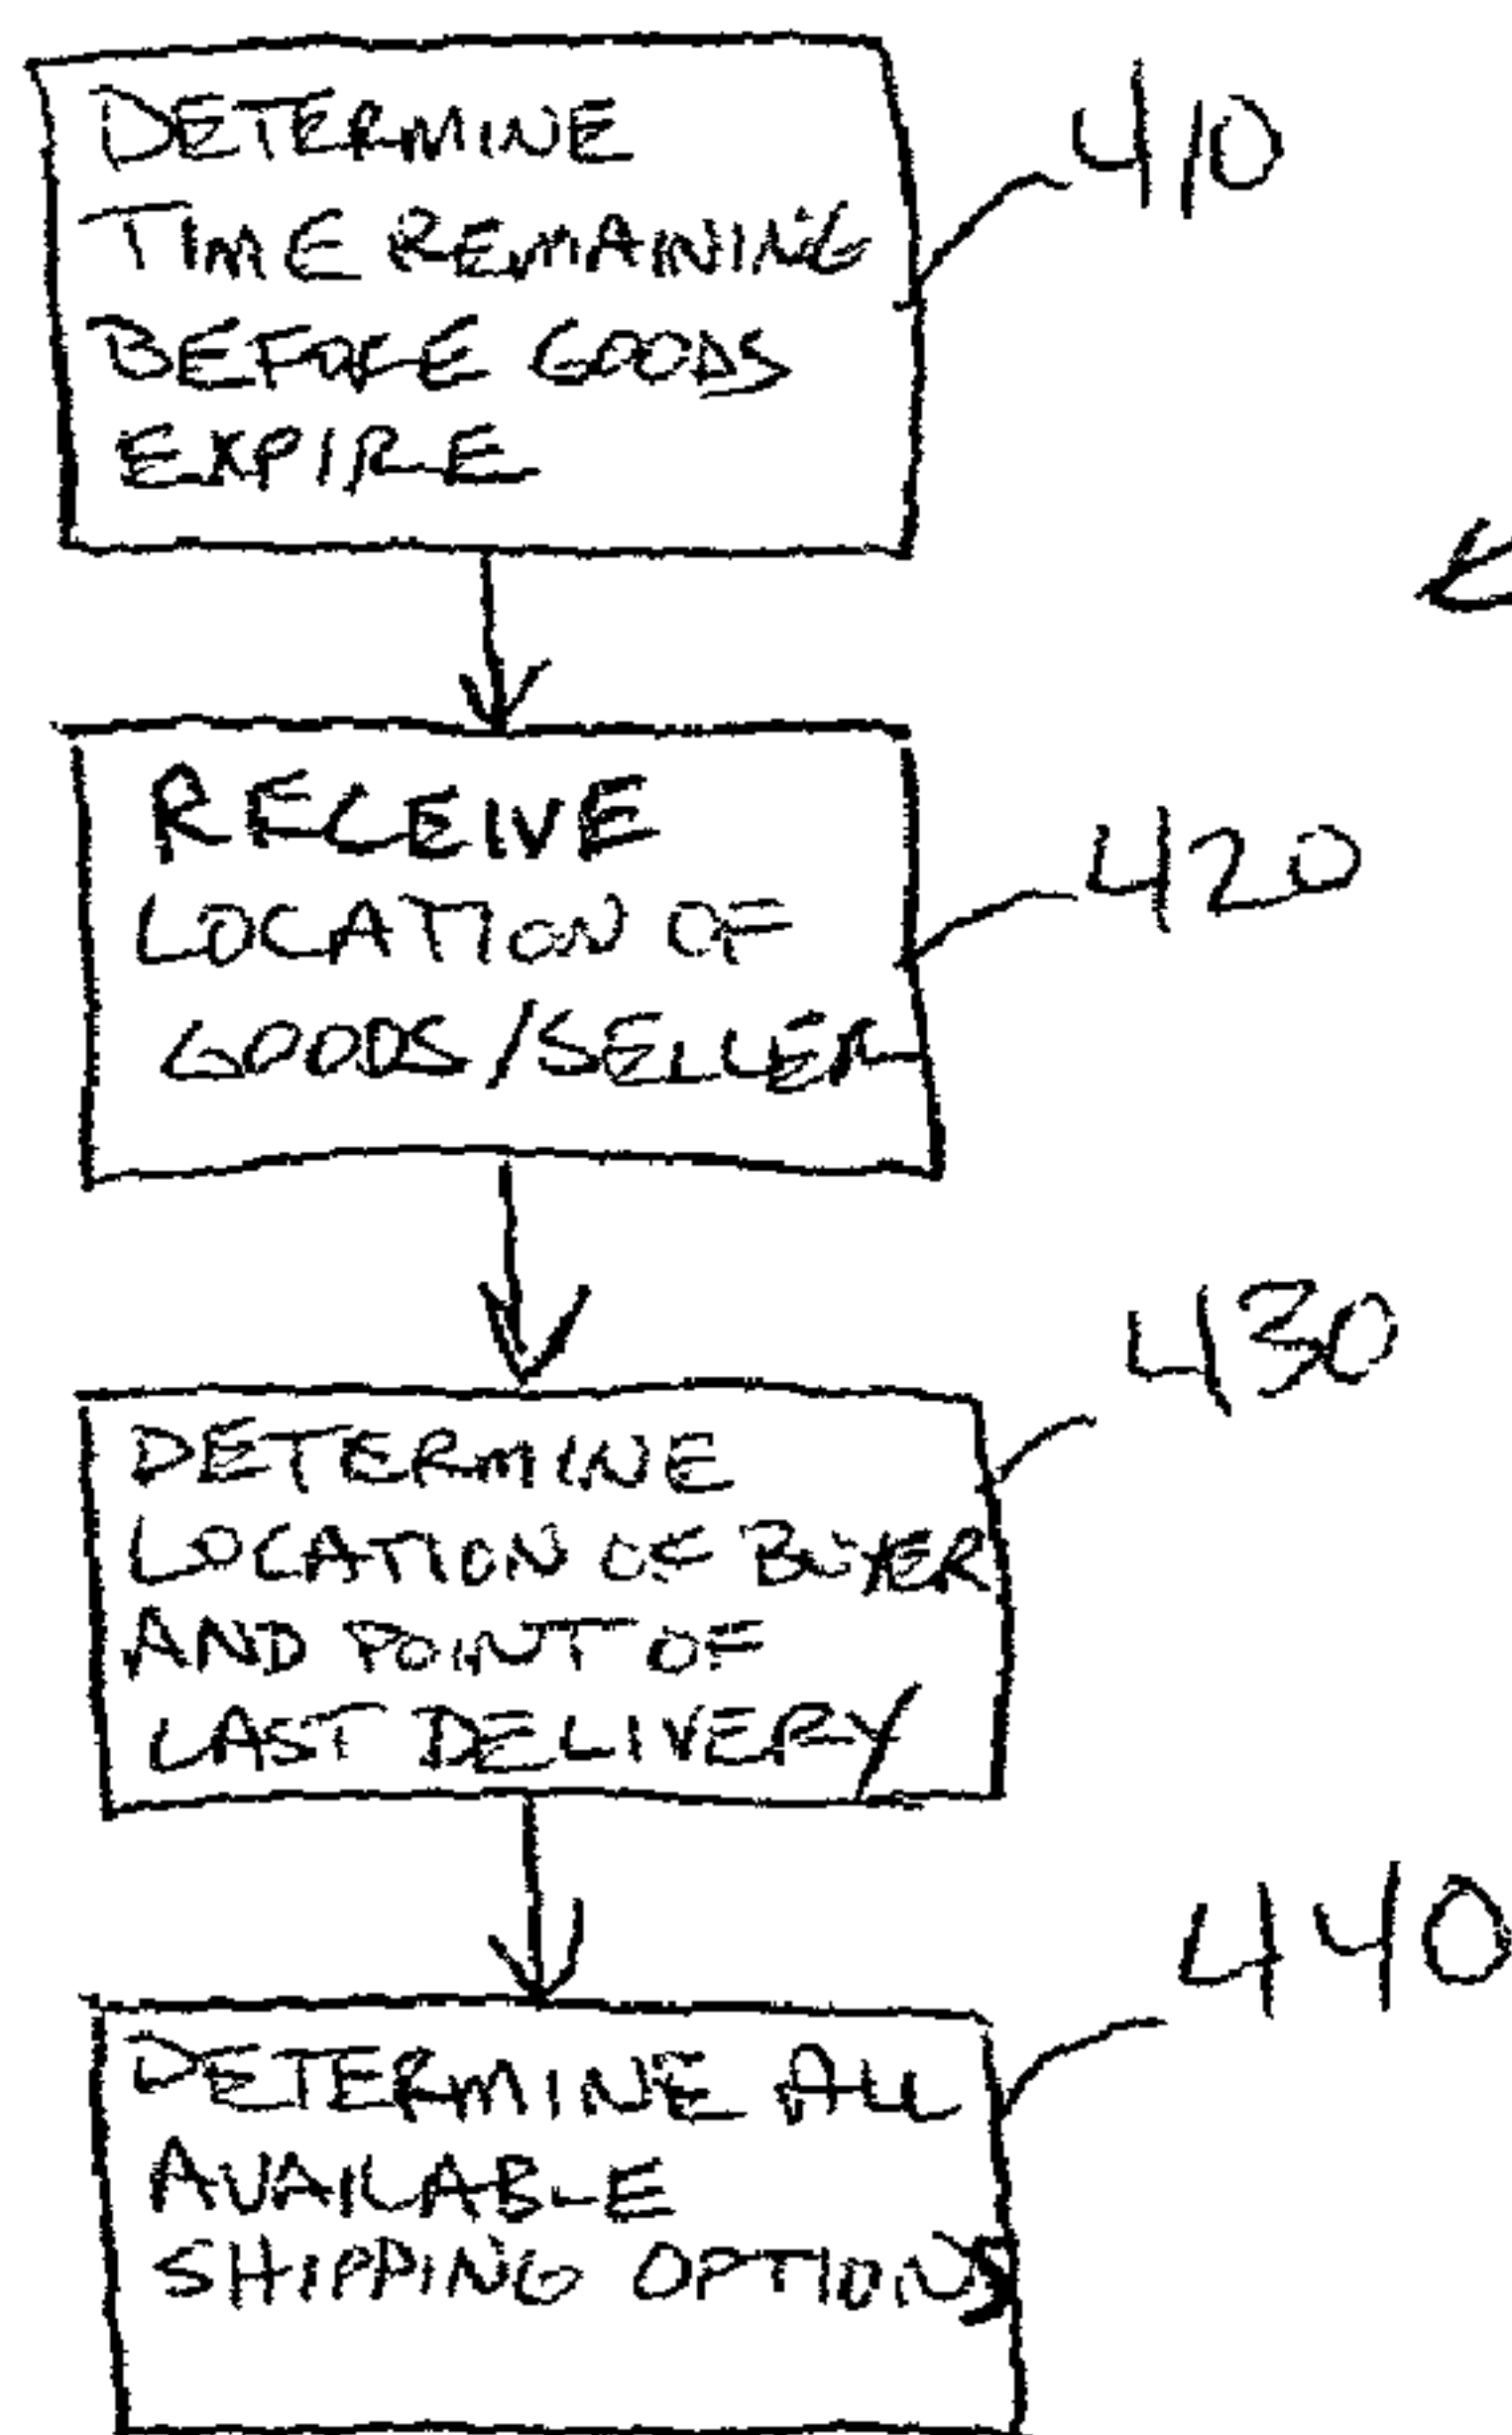 DETERMINE
TIME REMAINING
BEFORE GOODS
EXPIRE
410
RECEIVE
LOCATION OF
GOODS/SELLER
420
DETERMINE
LOCATION OF BUYER
AND POINT OF
LAST DELIVERY
430
DETERMINE ALL
AVAILABLE
SHIPPING OPTIONS
440